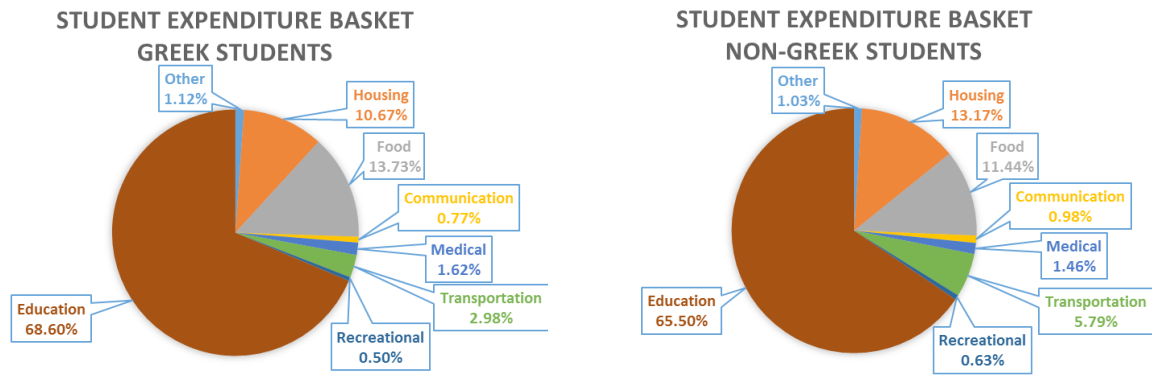 STUDENT EXPENDITURE BASKET
GREEK STUDENTS
Other
1.12%
Housing
10.67%
Food
13.73%
Communication
0.77%
Medical
1.62%
Transportation
2.98%
Recreational
0.50%
Education
68.60%
STUDENT EXPENDITURE BASKET
NON-GREEK STUDENTS
Other
1.03%
Housing
13.17%
Food
11.44%
Communication
0.98%
Medical
1.46%
Transportation
5.79%
Recreational
0.63%
Education
65.50%